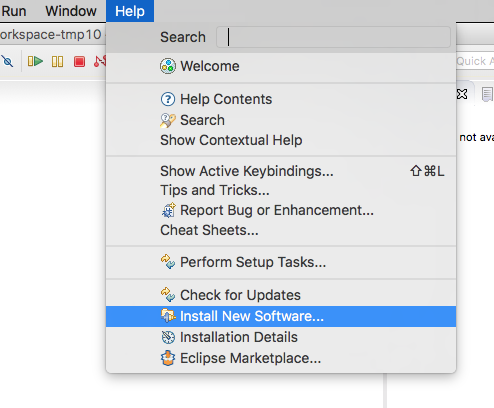 Run Window Help
orkspace-tmp10
Search
Quick A
Welcome
Help Contents
not ava
Search
Show Contextual Help
Show Active Keybindings... ⇧⌘L
Tips and Tricks...
Report Bug or Enhancement...
Cheat Sheets...
Perform Setup Tasks...
Check for Updates
Install New Software...
Installation Details
Eclipse Marketplace...